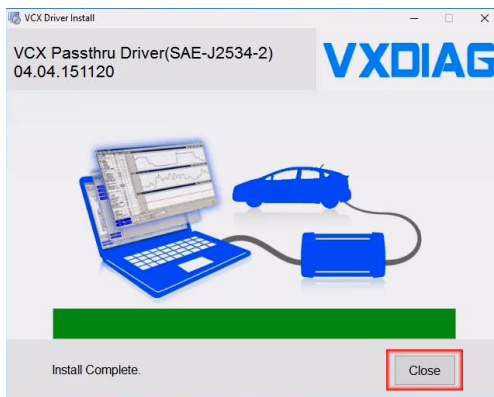 VCX Driver Install
VCX Passthru Driver(SAE-J2534-2)
04.04.151120
VXDIAG
Install Complete.
Close